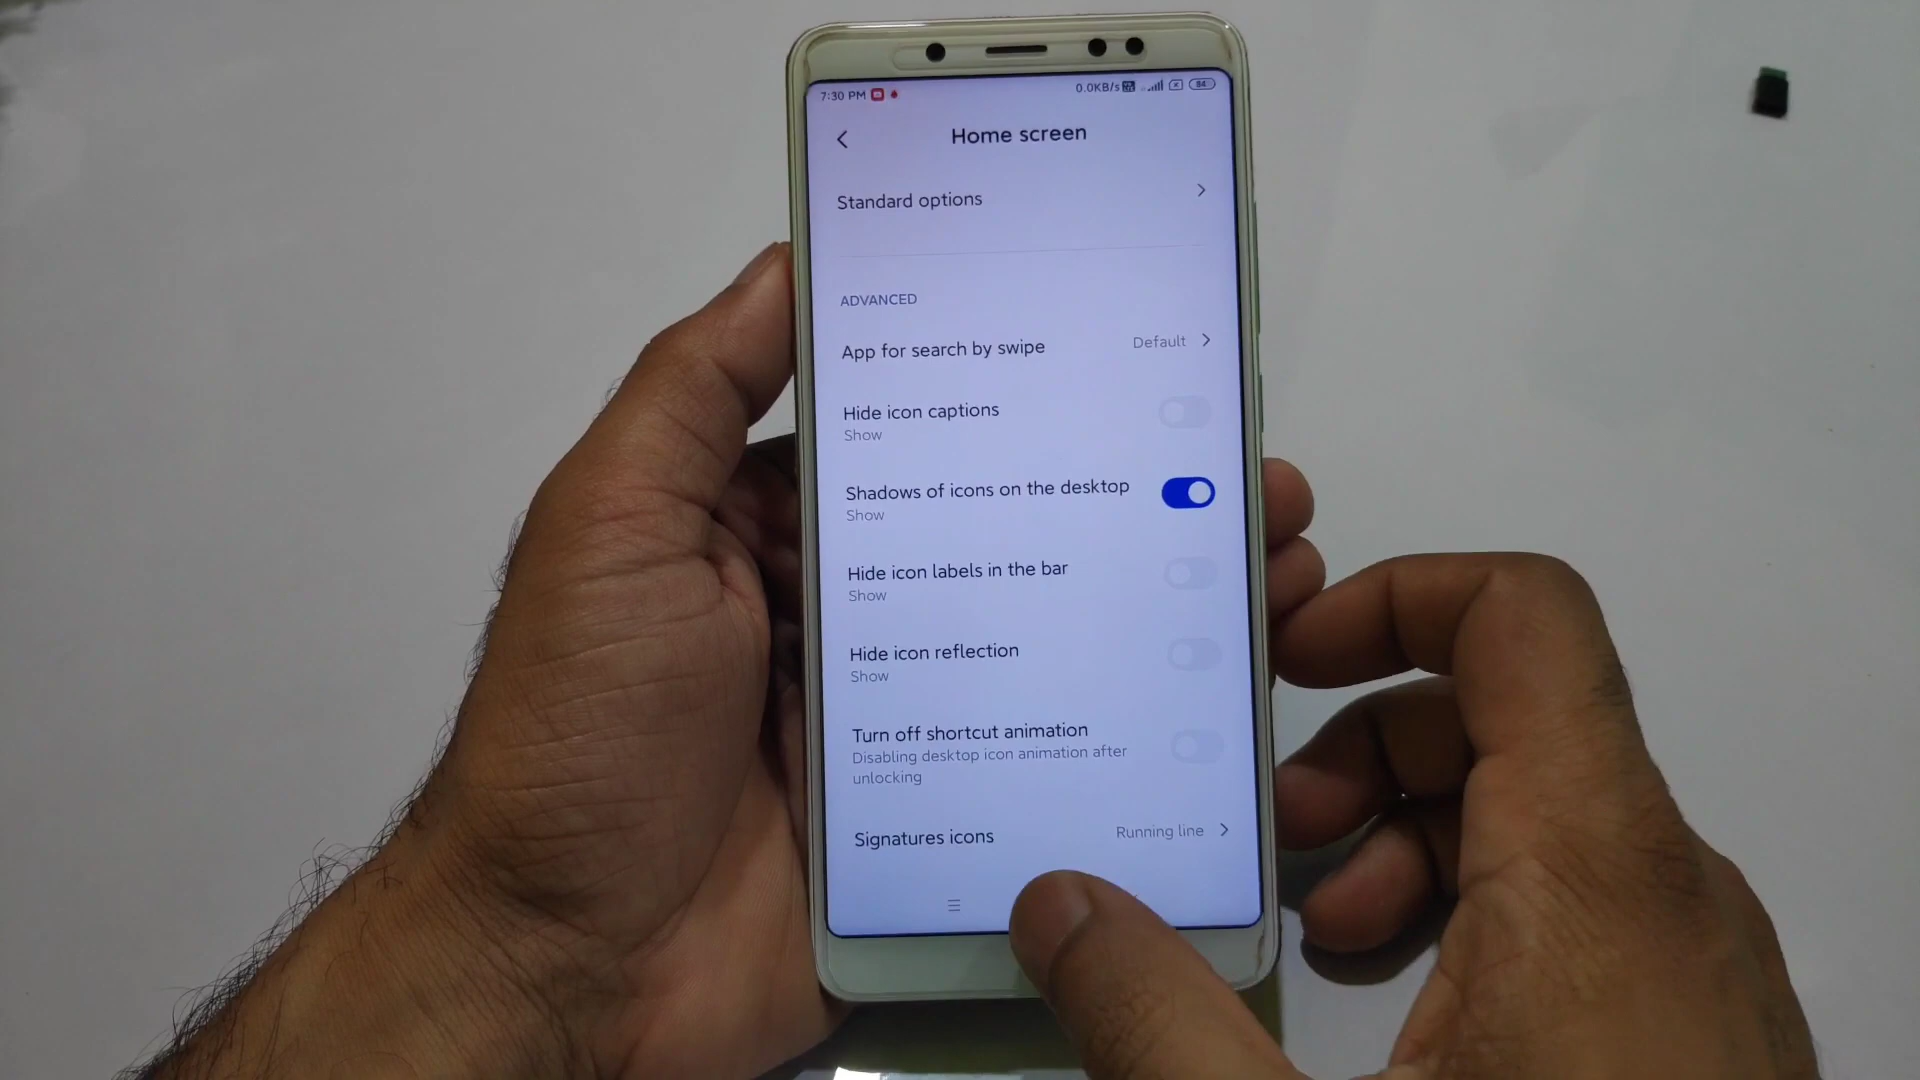 7:30 PM
0.0KB/s
84
Home screen
Standard options
ADVANCED
App for search by swipe
Default
Hide icon captions
Show
Shadows of icons on the desktop
Show
Hide icon labels in the bar
Show
Hide icon reflection
Show
Turn off shortcut animation
Disabling desktop icon animation after
unlocking
Signatures icons
Running line